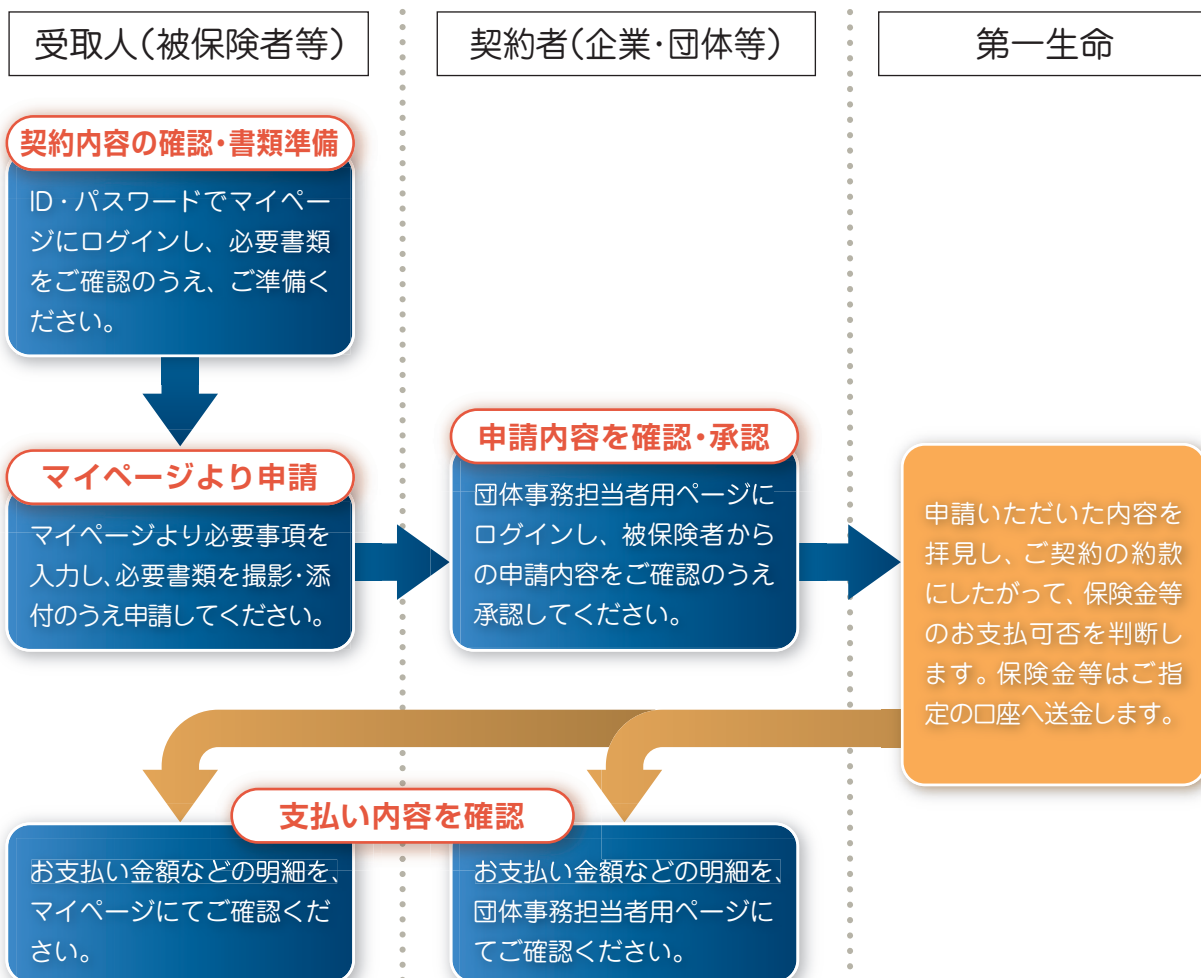 受取人(被保険者等)
契約者(企業・団体等)
第一生命
契約内容の確認・書類準備
ID・パスワードでマイペー
ジにログインし、必要書類
をご確認のうえ、ご準備く
ださい。
マイページより申請
マイページより必要事項を
入力し、必要書類を撮影・添
付のうえ申請してください。
申請内容を確認・承認
団体事務担当者用ページに
ログインし、被保険者から
の申請内容をご確認のうえ
承認してください。
申請いただいた内容を
拝見し、ご契約の約款
にしたがって、保険金等
のお支払可否を判断し
ます。保険金等はご指
定の口座へ送金します。
支払い内容を確認
お支払い金額などの明細を、
マイページにてご確認くだ
さい。
お支払い金額などの明細を、
団体事務担当者用ページに
てご確認ください。